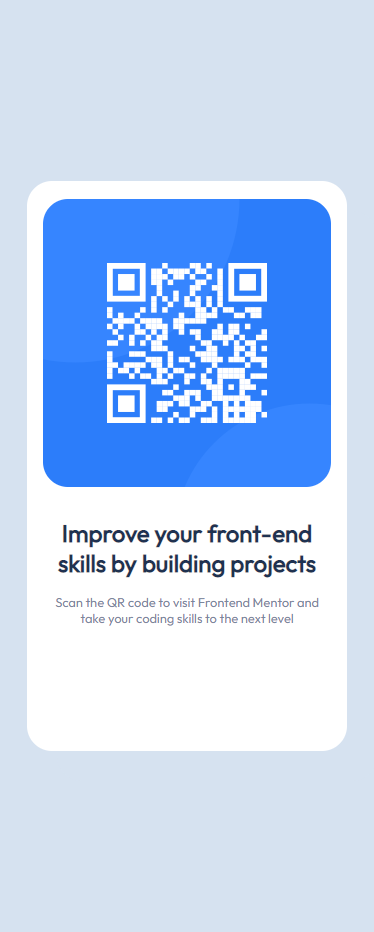 Improve your front-end
skills by building projects
Scan the QR code to visit Frontend Mentor and
take your coding skills to the next level